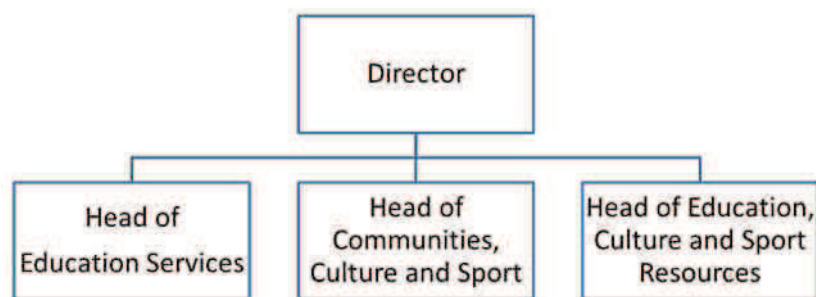 Director
Head of
Education Services
Head of
Communities,
Culture and Sport
Head of Education,
Culture and Sport
Resources